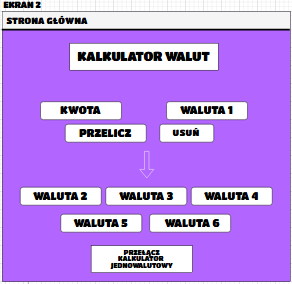 EKRAN 2
STRONA GŁÓWNA
KALKULATOR WALUT
KWOTA WALUTA 1
PRZELICZ USUŃ
WALUTA 2 WALUTA 3 WALUTA 4
WALUTA 5 WALUTA 6
PRZEŁĄCZ
KALKULATOR
JEDNOWALUTOWY